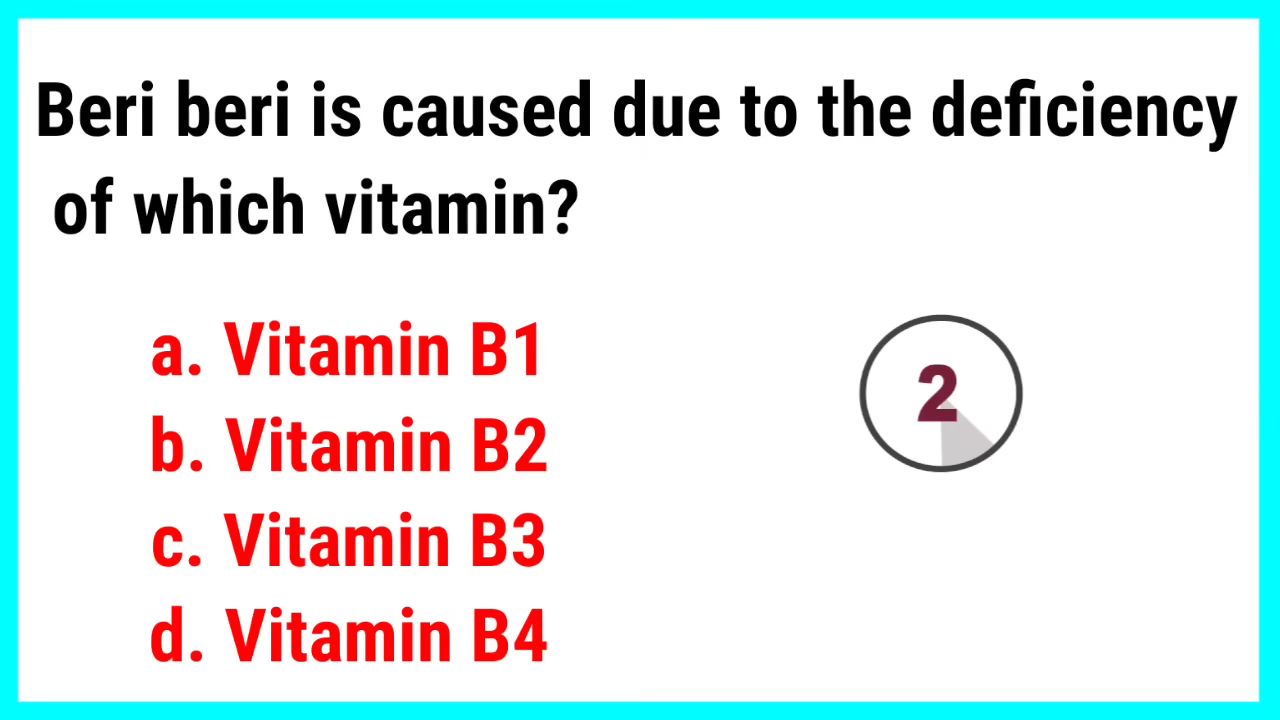 Beri beri is caused due to the deficiency
of which vitamin?
a. Vitamin B1
b. Vitamin B2
2
c. Vitamin B3
d. Vitamin B4